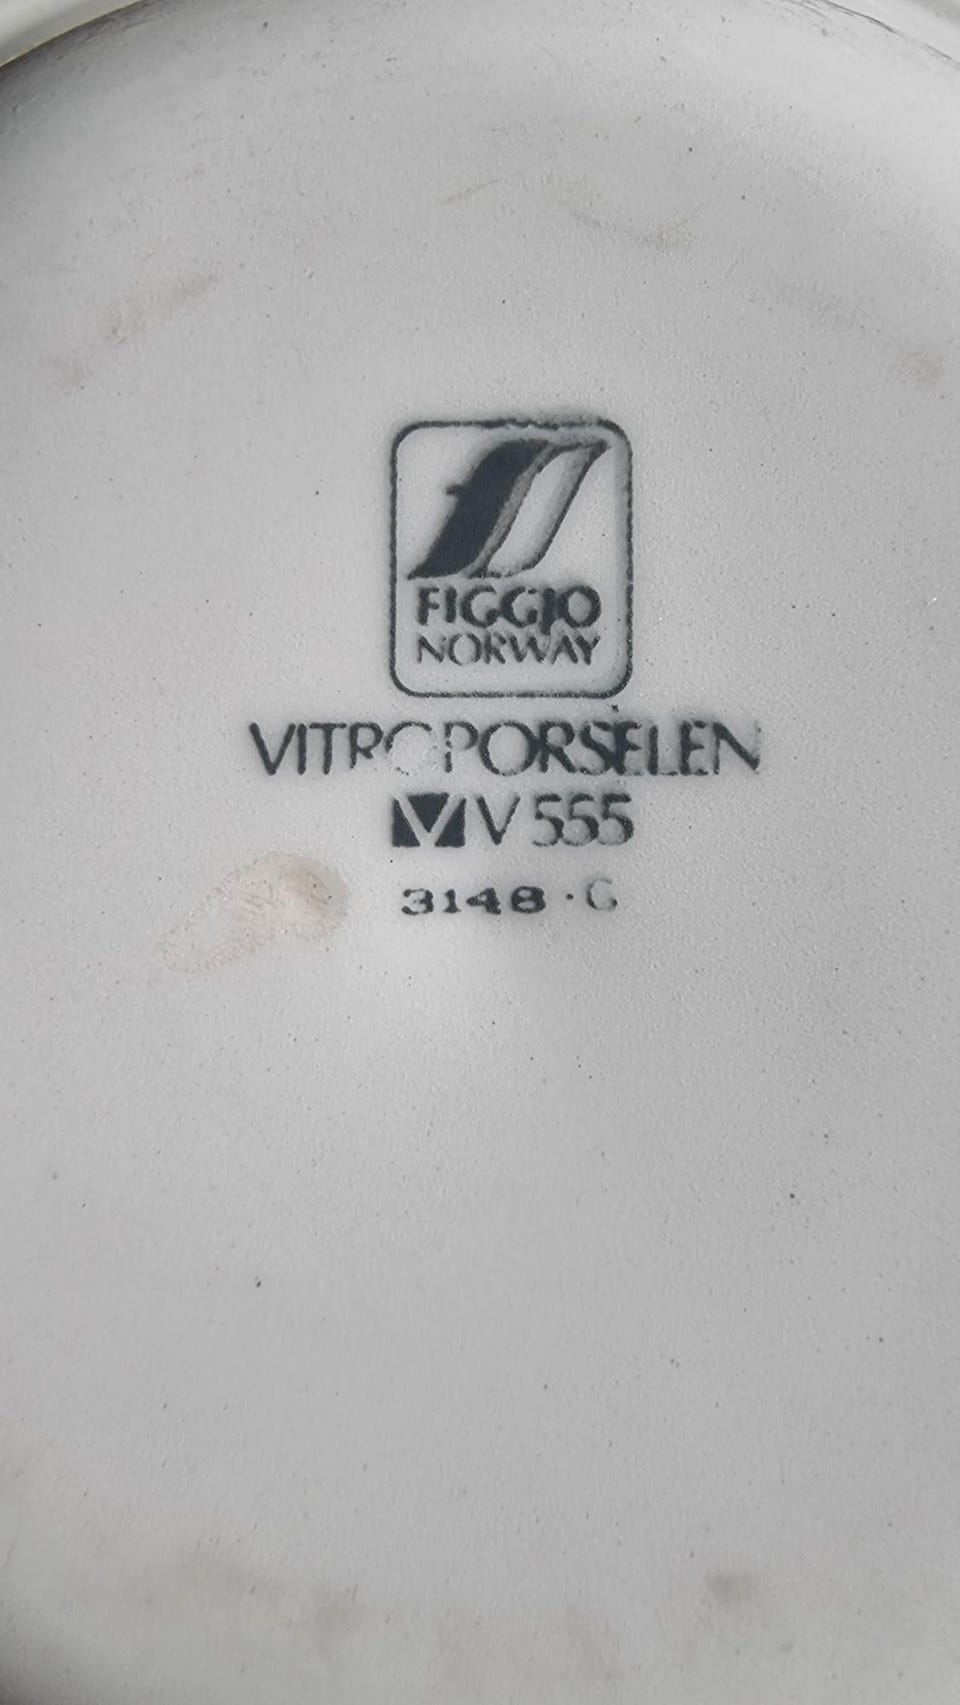 FIGGJO
NORWAY
VITROPORSELEN
V V 555
3148 · G